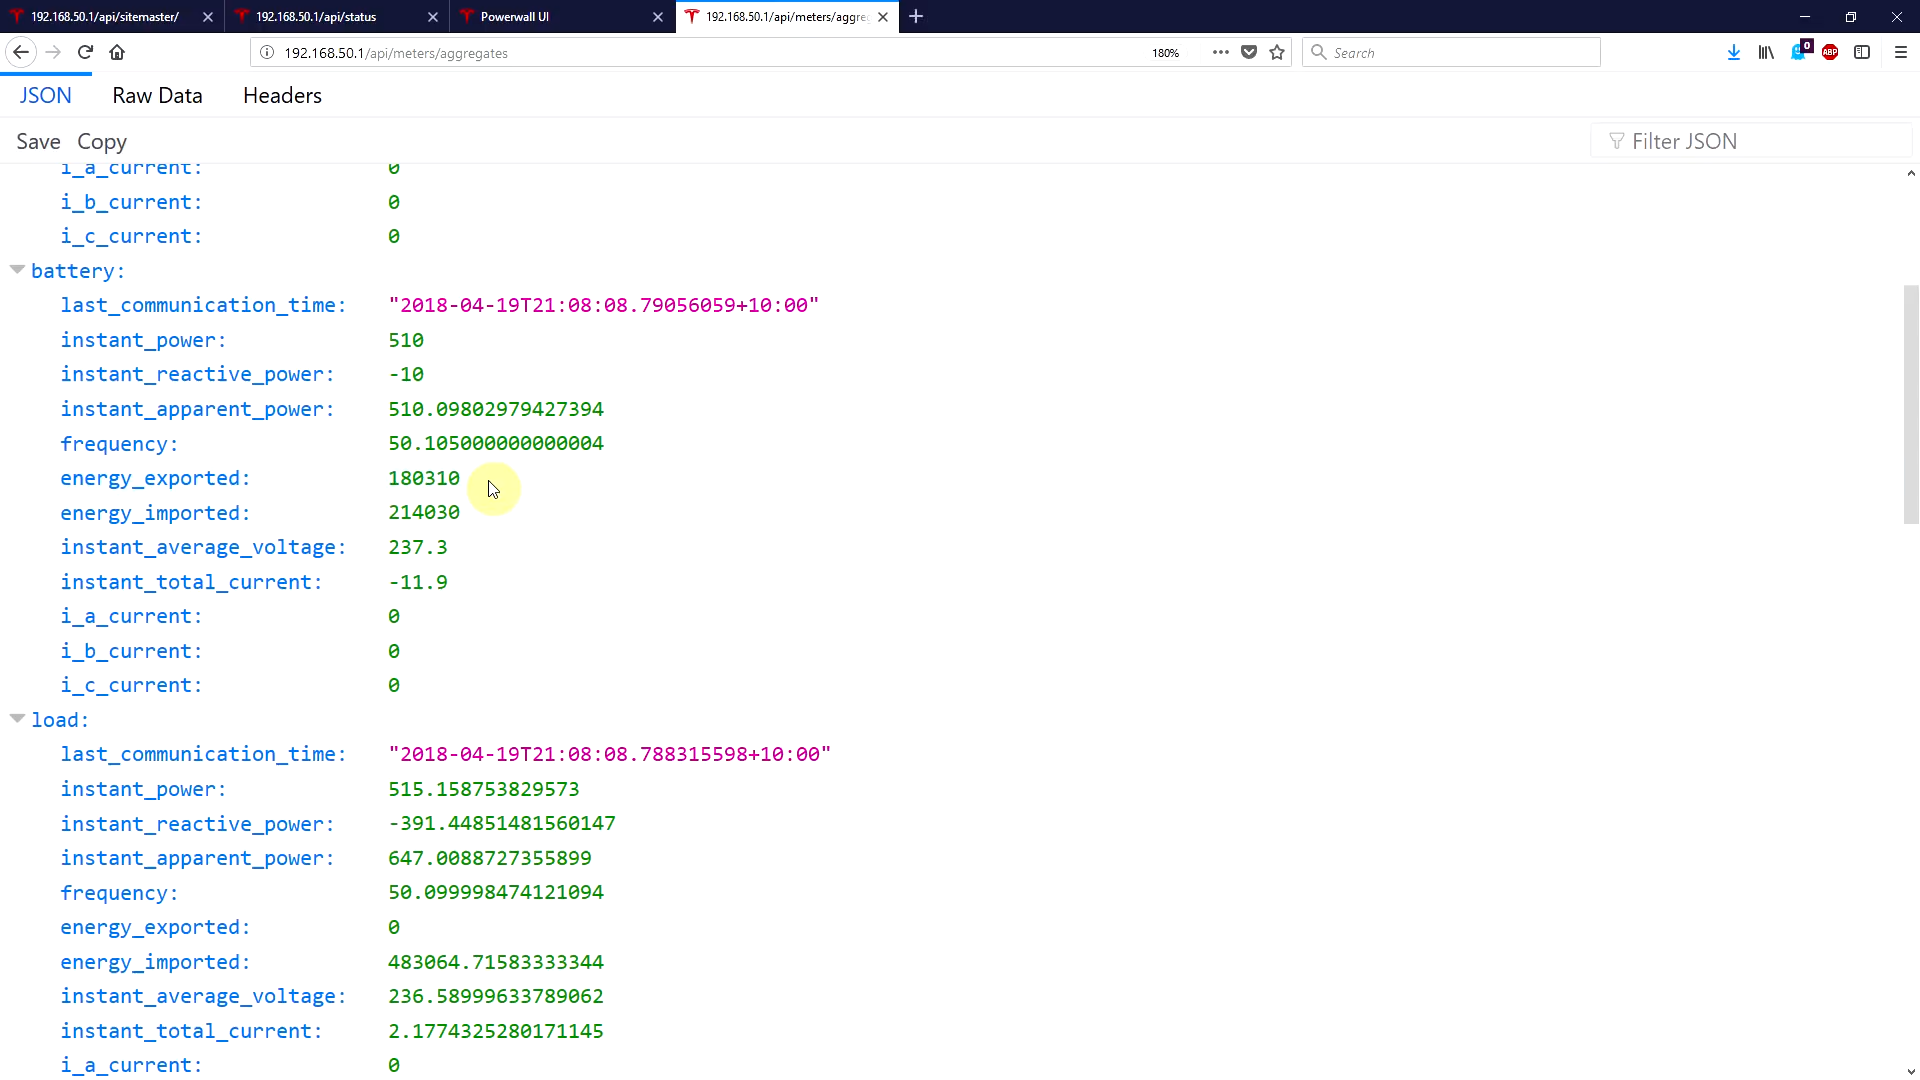 192.168.50.1/api/sitemaster/
192.168.50.1/api/status
Powerwall UI
192.168.50.1/api/meters/aggreg
192.168.50.1/api/meters/aggregates
180%
Search
0
ABP
JSON
Raw Data
Headers
Save
Copy
Filter JSON
i_a_current: 0
i_b_current: 0
i_c_current: 0
battery:
last_communication_time: "2018-04-19T21:08:08.79056059+10:00"
instant_power: 510
instant_reactive_power: -10
instant_apparent_power: 510.09802979427394
frequency: 50.105000000000004
energy_exported: 180310
energy_imported: 214030
instant_average_voltage: 237.3
instant_total_current: -11.9
i_a_current: 0
i_b_current: 0
i_c_current: 0
load:
last_communication_time: "2018-04-19T21:08:08.788315598+10:00"
instant_power: 515.158753829573
instant_reactive_power: -391.44851481560147
instant_apparent_power: 647.0088727355899
frequency: 50.099998474121094
energy_exported: 0
energy_imported: 483064.71583333344
instant_average_voltage: 236.58999633789062
instant_total_current: 2.1774325280171145
i_a_current: 0